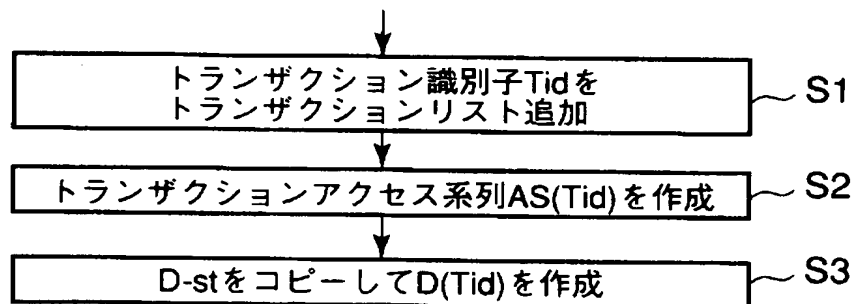 トランザクション識別子Tidを
トランザクションリスト追加
S1
トランザクションアクセス系列AS(Tid)を作成
S2
D-stをコピーしてD(Tid)を作成
S3